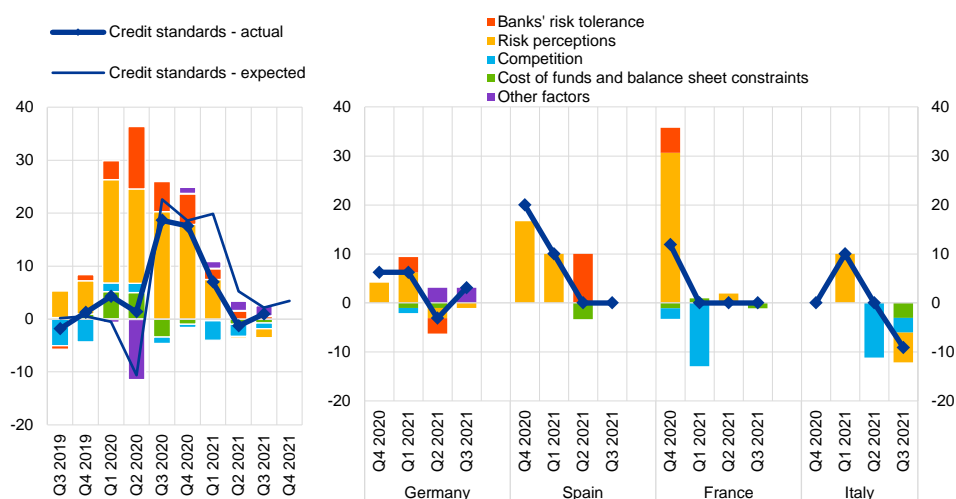 Credit standards - actual
Credit standards - expected
Banks' risk tolerance
Risk perceptions
Competition
Cost of funds and balance sheet constraints
Other factors
40
30
20
10
0
-10
-20
Q3 2019
Q4 2019
Q1 2020
Q2 2020
Q3 2020
Q4 2020
Q1 2021
Q2 2021
Q3 2021
Q4 2021
40
30
20
10
0
-10
-20
40
30
20
10
0
-10
-20
Q4 2020
Q1 2021
Q2 2021
Q3 2021
Q4 2020
Q1 2021
Q2 2021
Q3 2021
Q4 2020
Q1 2021
Q2 2021
Q3 2021
Q4 2020
Q1 2021
Q2 2021
Q3 2021
Germany
Spain
France
Italy